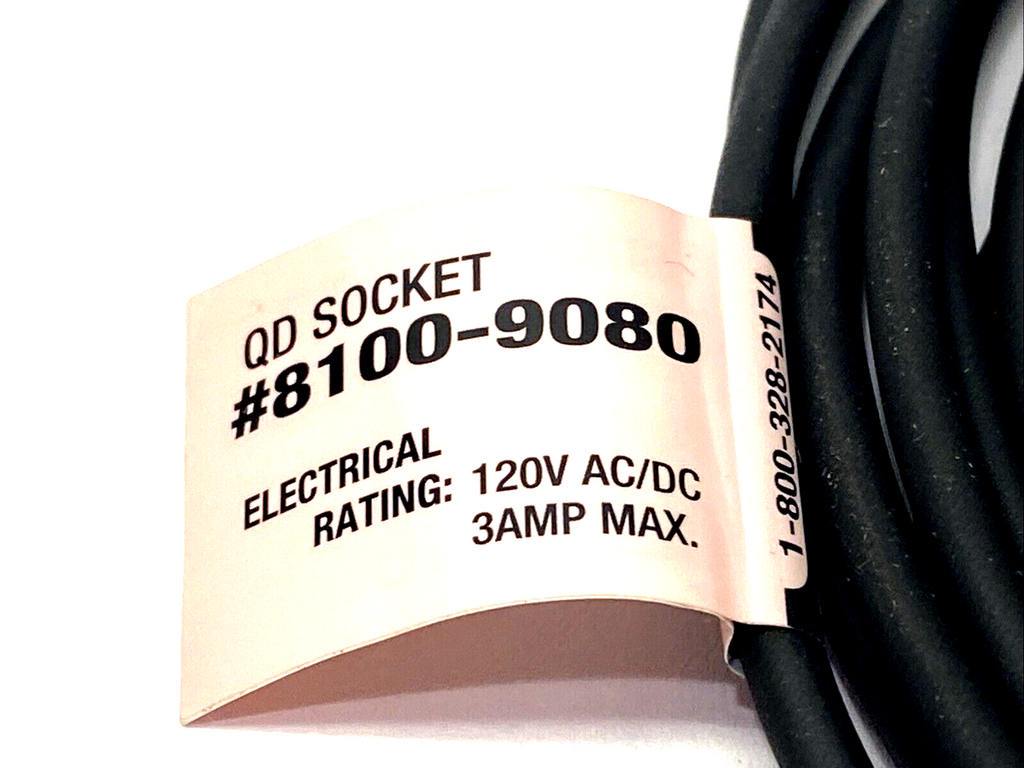 QD SOCKET
#8100-9080
ELECTRICAL
RATING: 120V AC/DC
3AMP MAX.
1-800-328-2174